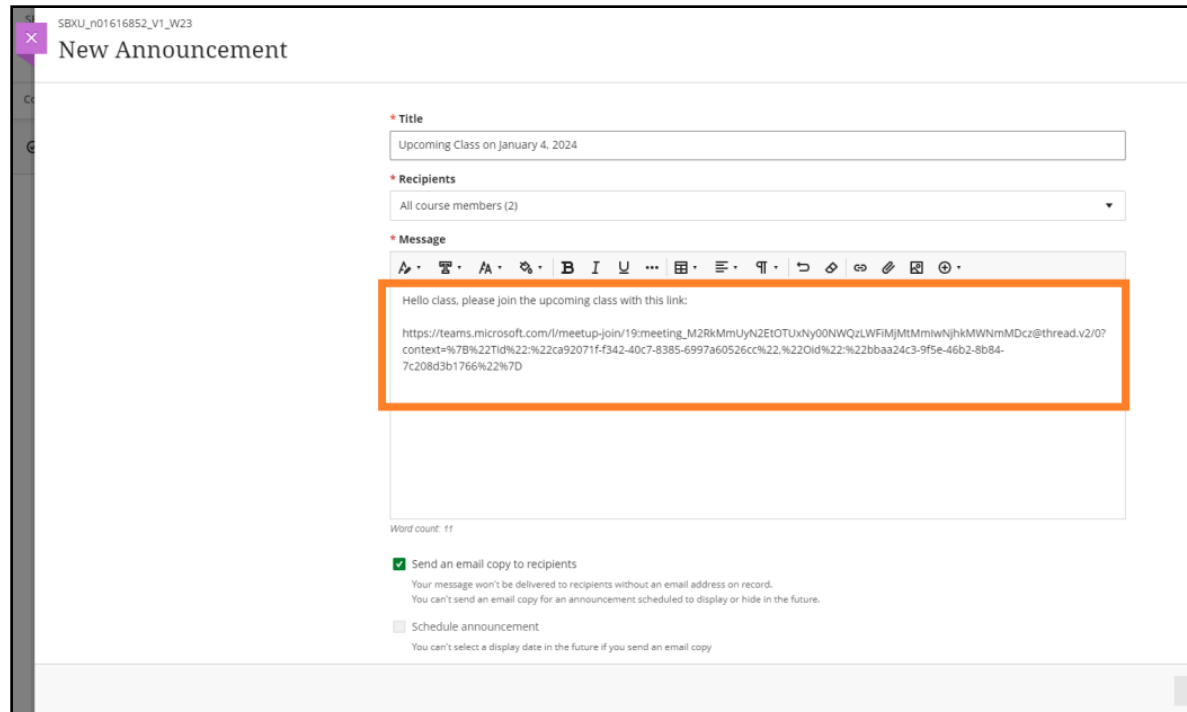 SBXU_n01616852_V1_W23
New Announcement
* Title
Upcoming Class on January 4, 2024
* Recipients
All course members (2)
* Message
B I U
Hello class, please join the upcoming class with this link:
https://teams.microsoft.com/l/meetup-join/19:meeting_M2RkMmUyN2EtOTUxNy00NWQzLWFiMjMtMmIwNjhkMWNmMDcz@thread.v2/0?
context=%7B%22Tid%22:%22ca92071f-f342-40c7-8385-6997a60526cc%22,%22Oid%22:%22bbaa24c3-9f5e-46b2-8b84-
7c208d3b1766%22%7D
Word count: 11
Send an email copy to recipients
Your message won't be delivered to recipients without an email address on record.
You can't send an email copy for an announcement scheduled to display or hide in the future.
Schedule announcement
You can't select a display date in the future if you send an email copy